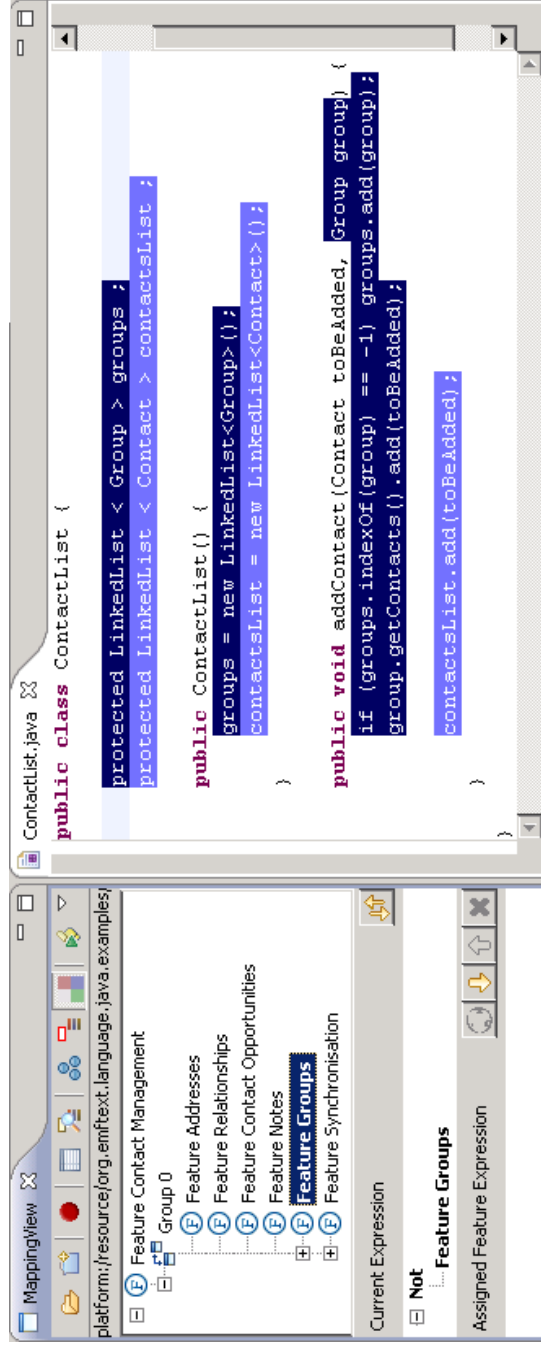 MappingView
platform:/resource/org.emftext.language.java.examples/
Feature Contact Management
Group 0
Feature Addresses
Feature Relationships
Feature Contact Opportunities
Feature Notes
Feature Groups
Feature Synchronisation
Current Expression
Not
Feature Groups
Assigned Feature Expression
ContactList.java
public class ContactList {
protected LinkedList < Group > groups ;
protected LinkedList < Contact > contactsList ;
public ContactList() {
groups = new LinkedList<Group>();
contactsList = new LinkedList<Contact>();
}
public void addContact(Contact toBeAdded, Group group) {
if (groups.indexOf(group) == -1) groups.add(group);
group.getContacts().add(toBeAdded);
contactsList.add(toBeAdded);
}
}